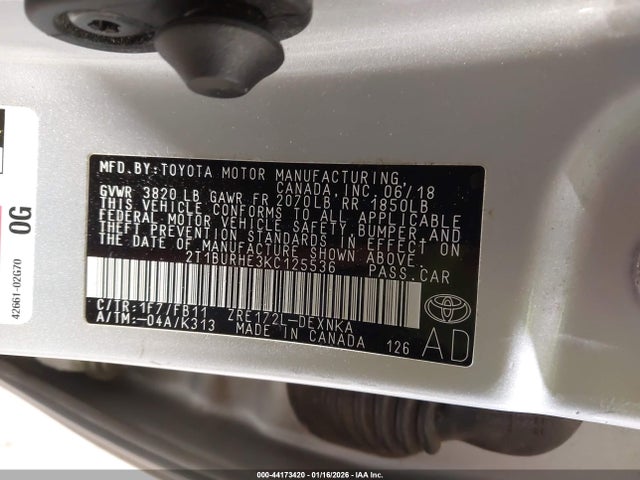 MFD.BY:TOYOTA MOTOR MANUFACTURING,
CANADA,INC.06/18
GVWR 3820LB GAWR FR 2070LB RR 1850LB
THIS VEHICLE CONFORMS TO ALL APPLICABLE
FEDERAL MOTOR VEHICLE SAFETY,BUMPER,AND
THEFT PREVENTION STANDARDS IN EFFECT ON
THE DATE OF MANUFACTURE SHOWN ABOVE.
2T1BURHE3KC125536 PASS.CAR
C/TR:1F7/FB11 ZRE172L-DEXNKA
A/TM:-04A/K313 MADE IN CANADA 126
AD
TOYOTA
0G
42661-02G70
000-44173420 | 01/16/2026 - IAA Inc.